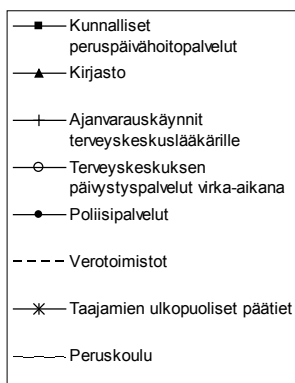 Kunnalliset
peruspäivähoitopalvelut
Kirjasto
Ajanvarauskäynnit
terveyskeskuslääkärille
Terveyskeskuksen
päivystyspalvelut virka-aikana
Poliisipalvelut
Verotoimistot
Taajamien ulkopuoliset päätiet
Peruskoulu